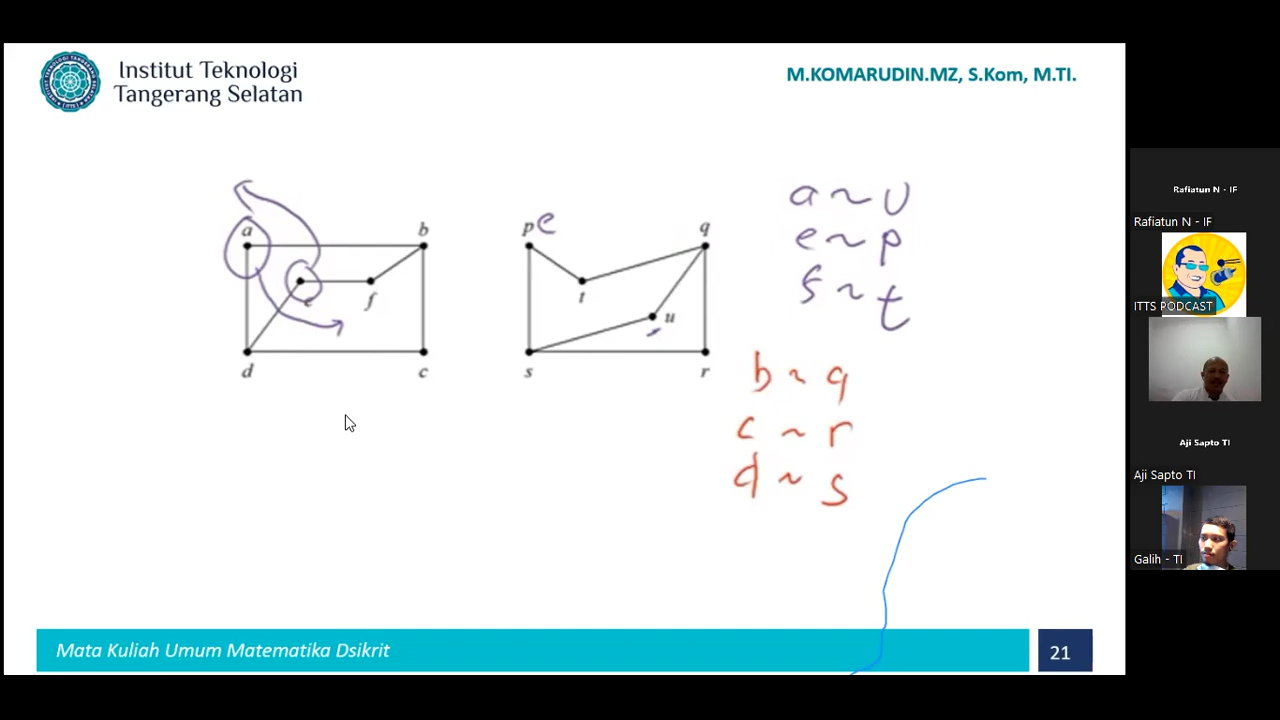 Institut Teknologi
Tangerang Selatan
M.KOMARUDIN.MZ, S.Kom, M.TI.
a b
e f
d c
p e q
t
u
s r
a ~ U
e ~ p
f ~ t
b ~ q
c ~ r
d ~ s
Mata Kuliah Umum Matematika Dsikrit
21
Rafiatun N - IF
Rafiatun N - IF
ITTS PODCAST
Aji Sapto TI
Aji Sapto TI
Galih - TI